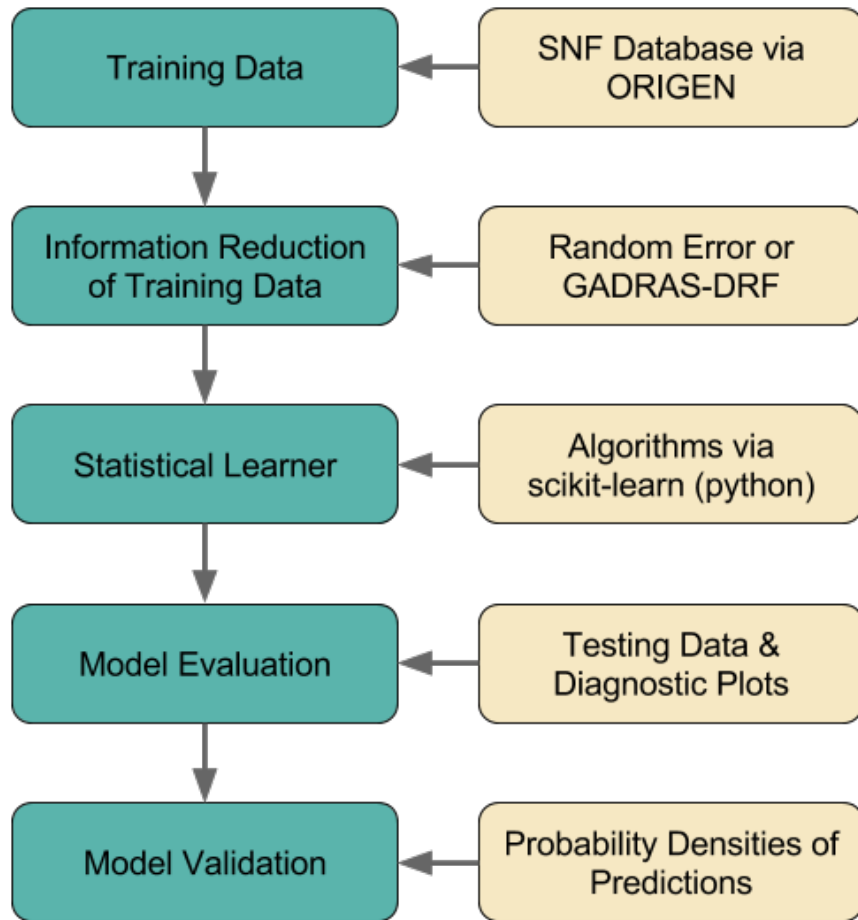 Training Data
SNF Database via
ORIGEN
Information Reduction
of Training Data
Random Error or
GADRAS-DRF
Statistical Learner
Algorithms via
scikit-learn (python)
Model Evaluation
Testing Data &
Diagnostic Plots
Model Validation
Probability Densities of
Predictions